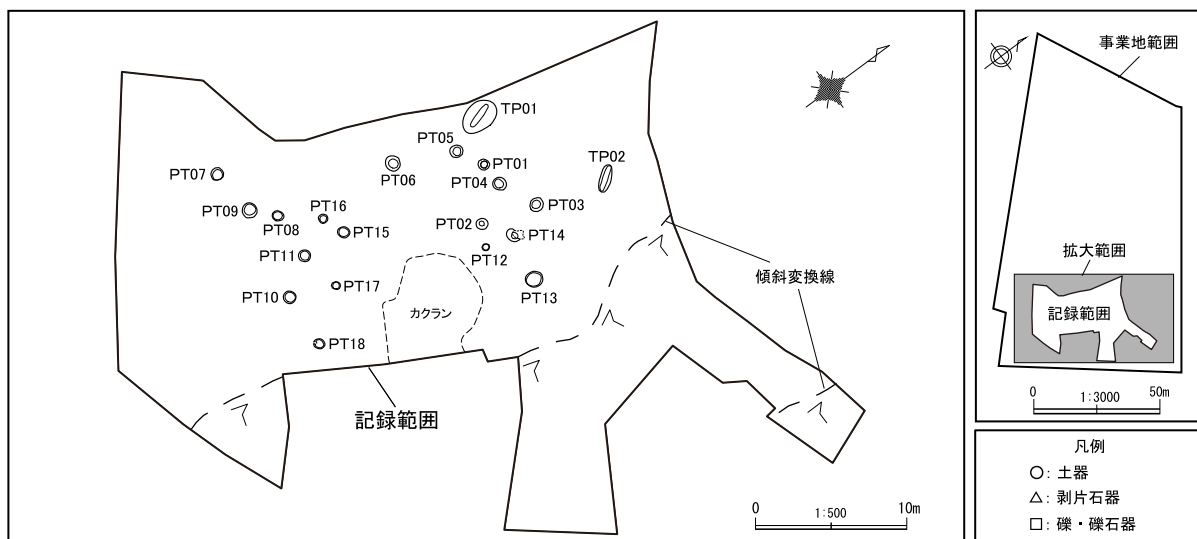 TP01
PT05
PT01
TP02
PT06
PT04
PT07
PT03
PT09
PT16
PT08
PT02
PT15
PT14
PT12
PT11
傾斜変換線
PT17
PT13
PT10
カクラン
PT18
記録範囲
0
1:500
10m
事業地範囲
拡大範囲
記録範囲
0
1:3000
50m
凡例
○: 土器
△: 剥片石器
□: 礫・礫石器